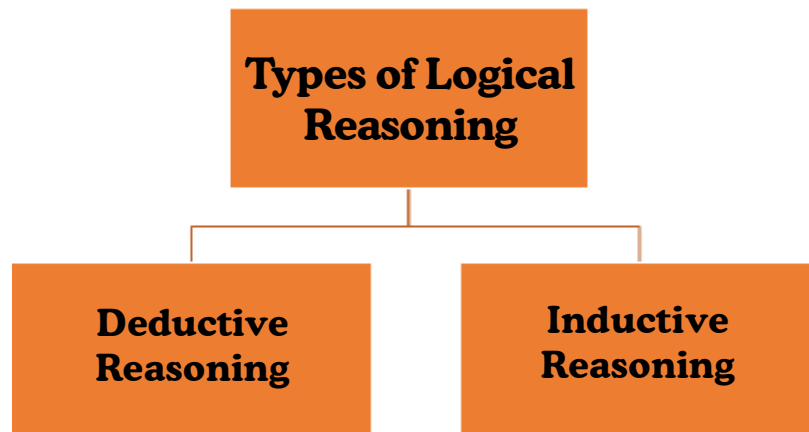 Types of Logical
Reasoning
Deductive
Reasoning
Inductive
Reasoning